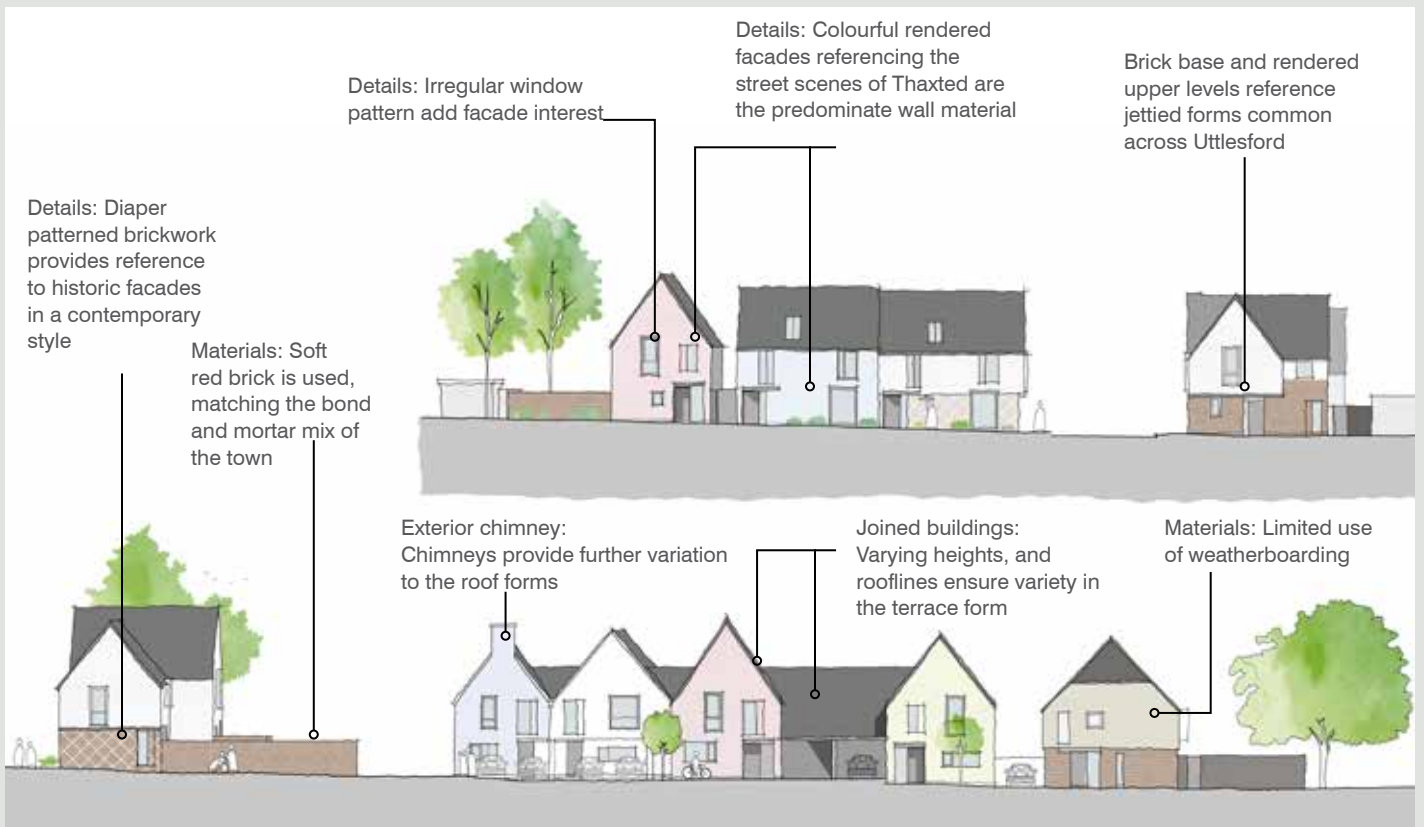 Details: Colourful rendered
facades referencing the
street scenes of Thaxted are
the predominate wall material
Brick base and rendered
upper levels reference
jettied forms common
across Uttlesford
Details: Irregular window
pattern add facade interest
Details: Diaper
patterned brickwork
provides reference
to historic facades
in a contemporary
style
Materials: Soft
red brick is used,
matching the bond
and mortar mix of
the town
Exterior chimney:
Chimneys provide further variation
to the roof forms
Joined buildings:
Varying heights, and
rooflines ensure variety in
the terrace form
Materials: Limited use
of weatherboarding